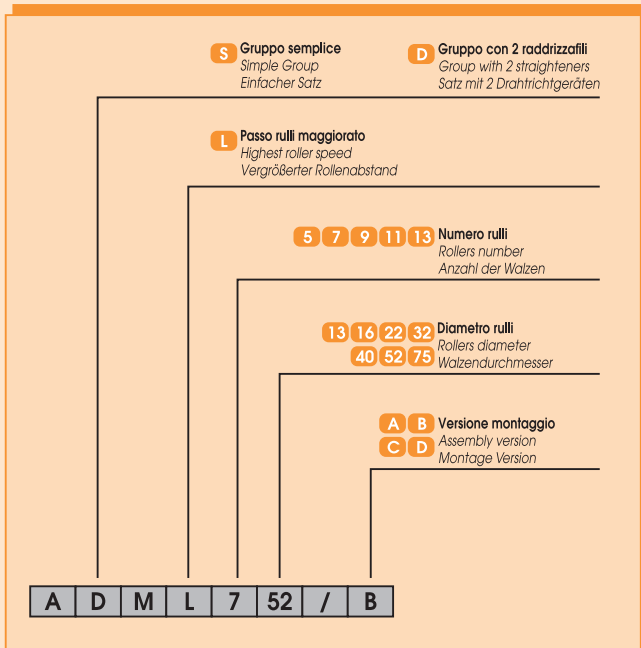 S Gruppo semplice
Simple Group
Einfacher Satz
D Gruppo con 2 raddrizzafili
Group with 2 straighteners
Satz mit 2 Drahtrichtgeräten
L Passo rulli maggiorato
Highest roller speed
Vergrößerter Rollenabstand
5 7 9 11 13 Numero rulli
Rollers number
Anzahl der Walzen
13 16 22 32 Diametro rulli
Rollers diameter
40 52 75 Walzendurchmesser
A B Versione montaggio
C D Assembly version
Montage Version
A D M L 7 52 / B